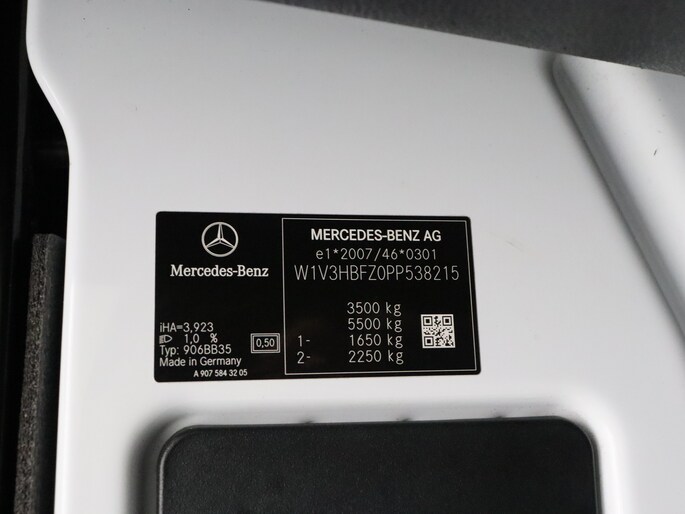 Mercedes-Benz
iHA=3,923
1,0 %
Typ: 906BB35
Made in Germany
A 907 584 32 05
0,50
MERCEDES-BENZ AG
e1*2007/46*0301
W1V3HBFZ0PP538215
3500 kg
5500 kg
1- 1650 kg
2- 2250 kg